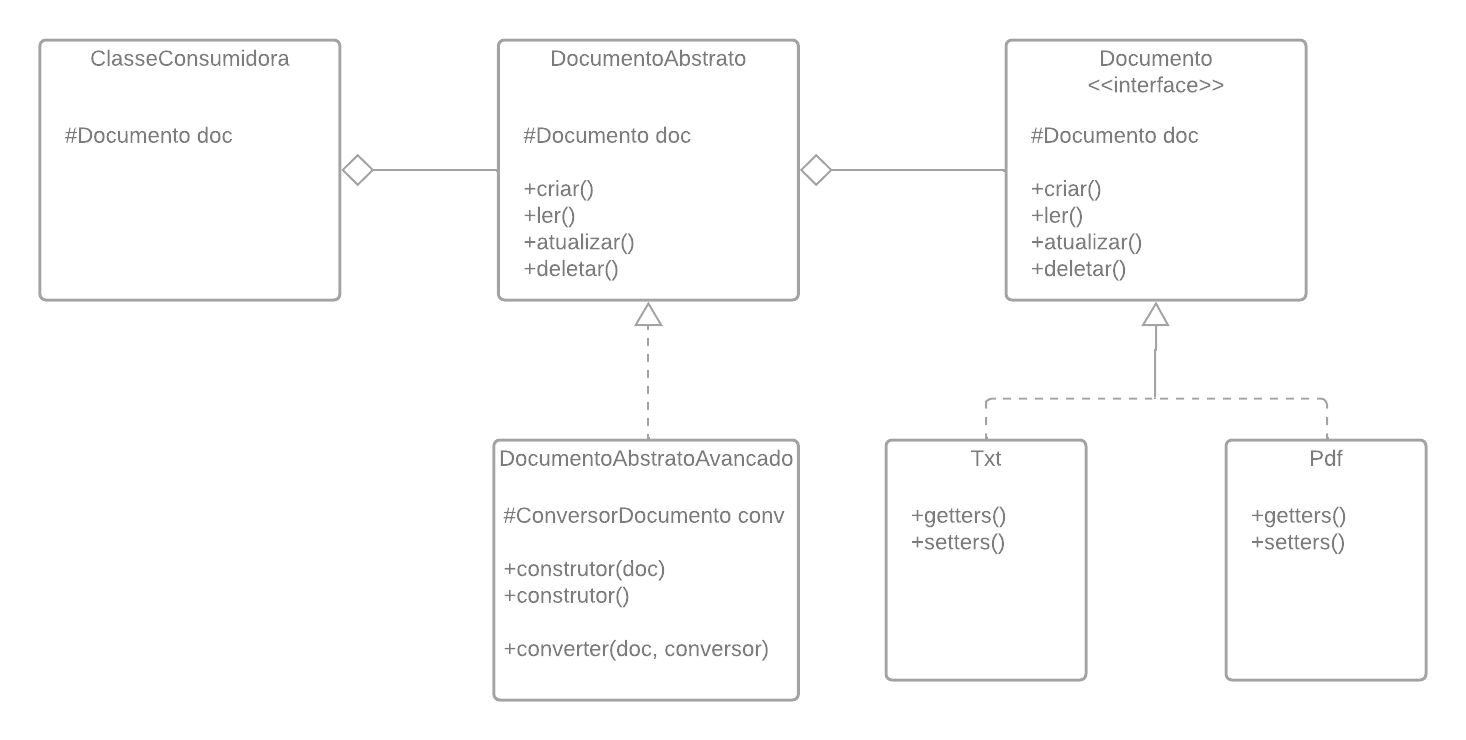 ClasseConsumidora
#Documento doc
DocumentoAbstrato
#Documento doc
+criar()
+ler()
+atualizar()
+deletar()
Documento
<<interface>>
#Documento doc
+criar()
+ler()
+atualizar()
+deletar()
DocumentoAbstratoAvancado
#ConversorDocumento conv
+construtor(doc)
+construtor()
+converter(doc, conversor)
Txt
+getters()
+setters()
Pdf
+getters()
+setters()